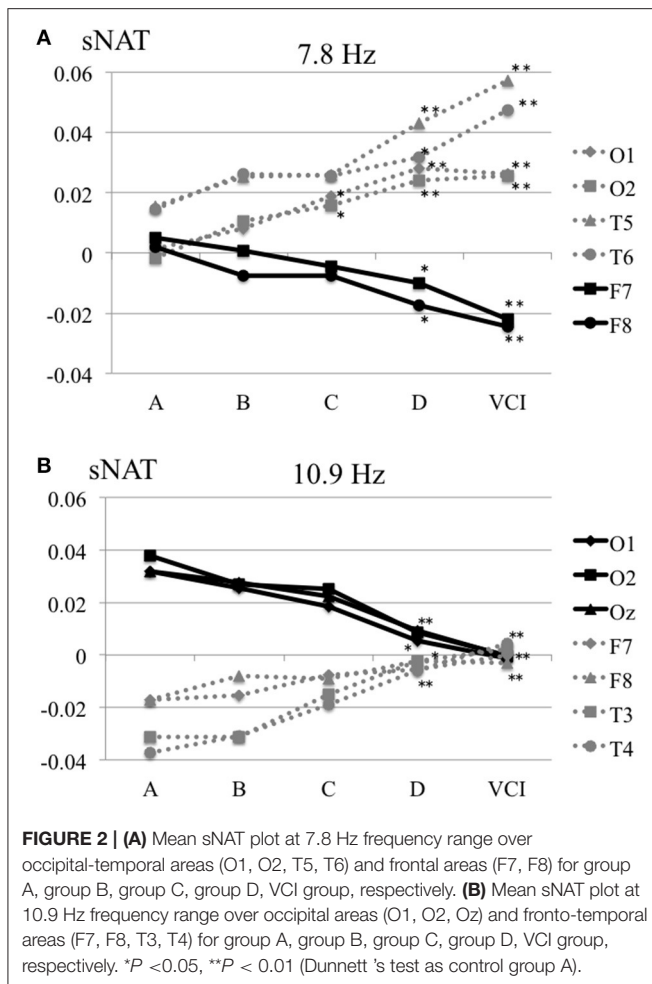 A
sNAT
7.8 Hz
0.06
0.04
0.02
0
-0.02
-0.04
A B C D VCI
** ** ** * ** ** ** ** * * * * ** **
O1
O2
T5
T6
F7
F8
B
sNAT
10.9 Hz
0.06
0.04
0.02
0
-0.02
-0.04
A B C D VCI
** * * ** ** ** **
O1
O2
Oz
F7
F8
T3
T4
FIGURE 2 | (A) Mean sNAT plot at 7.8 Hz frequency range over
occipital-temporal areas (O1, O2, T5, T6) and frontal areas (F7, F8) for group
A, group B, group C, group D, VCI group, respectively. (B) Mean sNAT plot at
10.9 Hz frequency range over occipital areas (O1, O2, Oz) and fronto-temporal
areas (F7, F8, T3, T4) for group A, group B, group C, group D, VCI group,
respectively. *P <0.05, **P < 0.01 (Dunnett 's test as control group A).